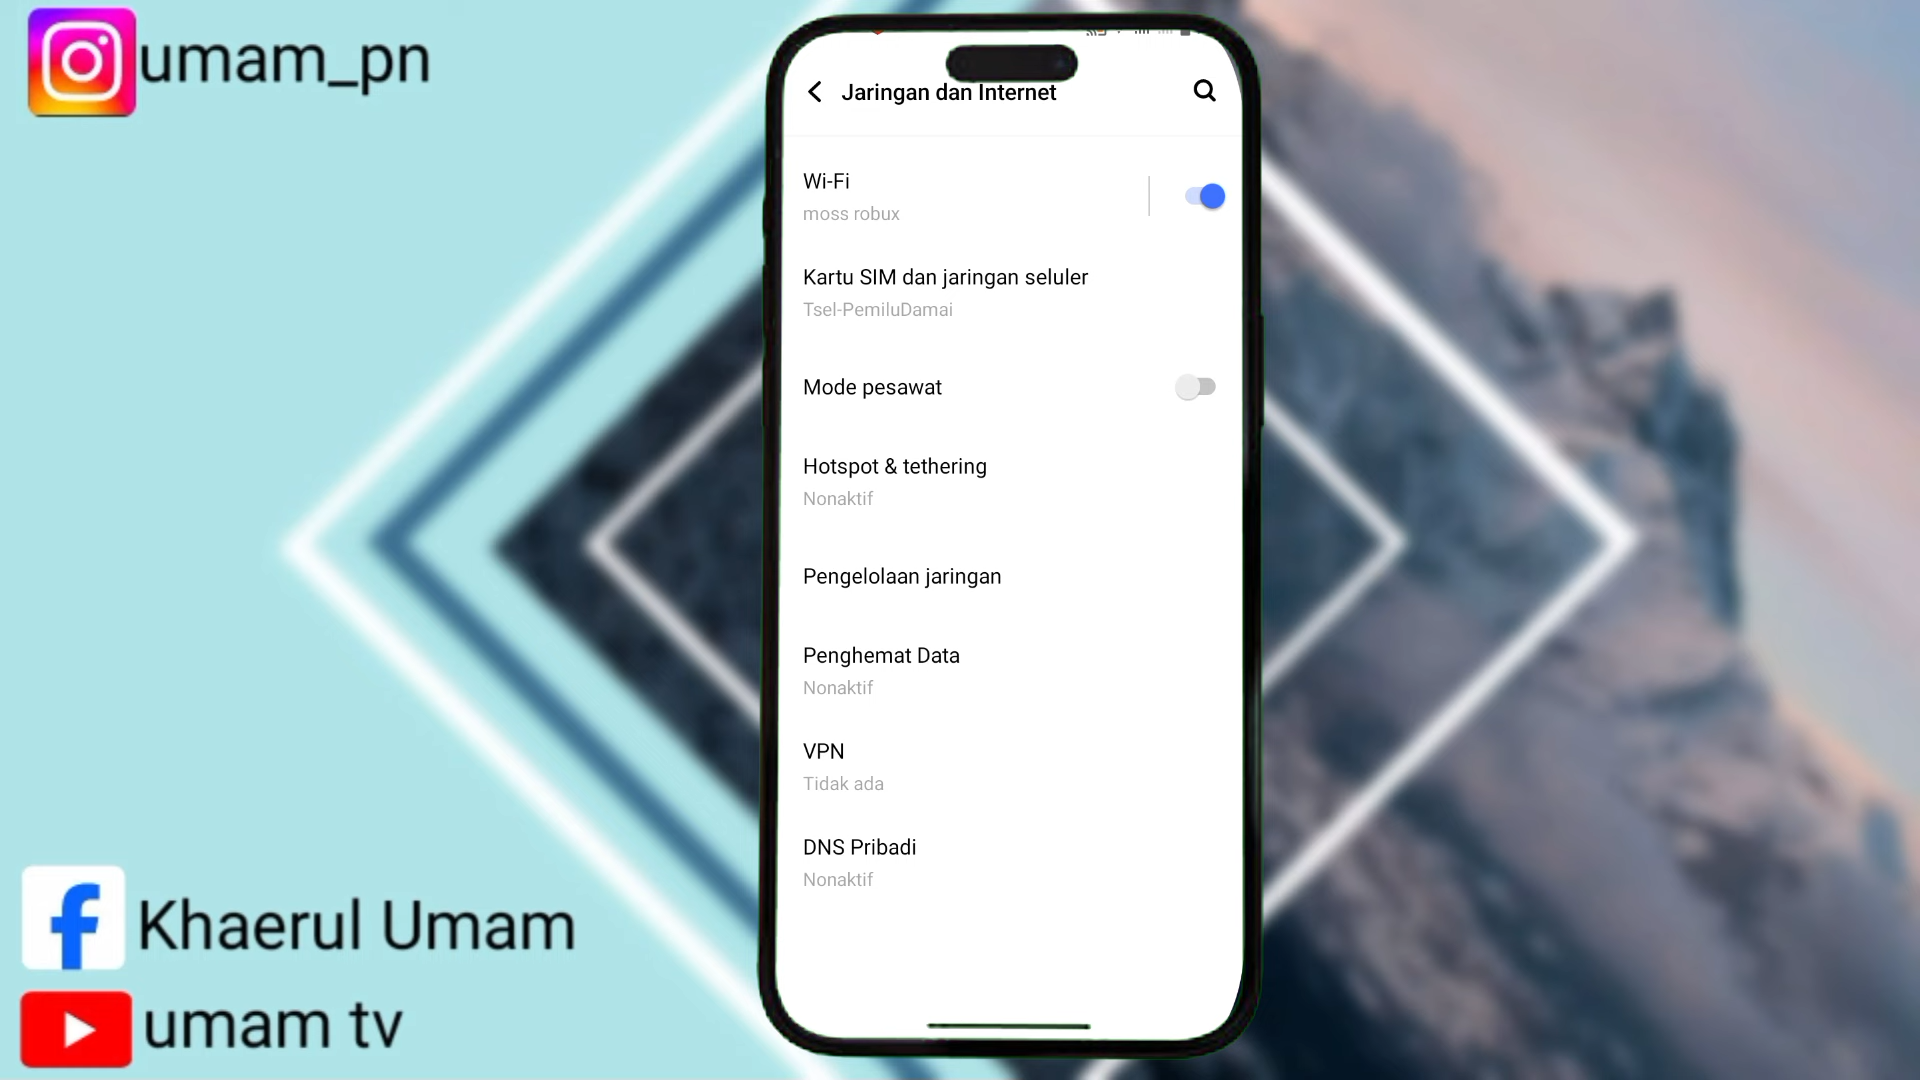 umam_pn
Jaringan dan Internet
Wi-Fi
moss robux
Kartu SIM dan jaringan seluler
Tsel-PemiluDamai
Mode pesawat
Hotspot & tethering
Nonaktif
Pengelolaan jaringan
Penghemat Data
Nonaktif
VPN
Tidak ada
DNS Pribadi
Nonaktif
Khaerul Umam
umam tv